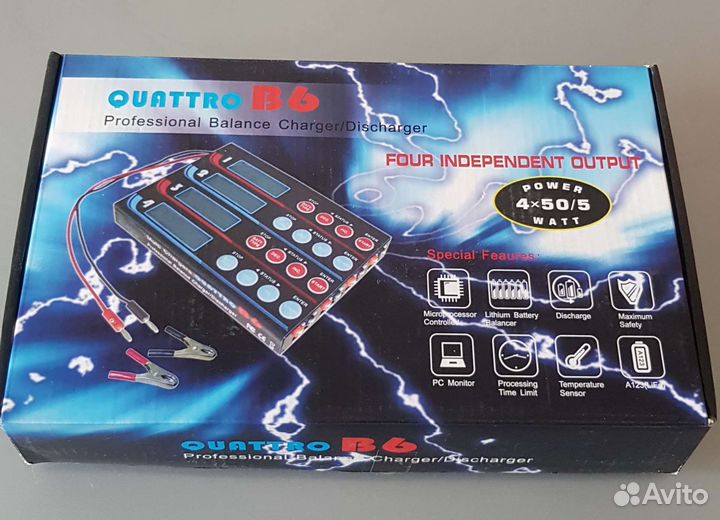 QUATTRO B6
Professional Balance Charger/Discharger
FOUR INDEPENDENT OUTPUT
POWER
4×50/5
WATT
Special Feaures:
Microprocessor
Controlled
Lithium Battery
Balancer
Discharge
Maximum
Safety
A123
PC Monitor
Processing
Time Limit
Temperature
Sensor
A123(LiFe)
QUATTRO B6
Professional Balance Charger/Discharger
Avito